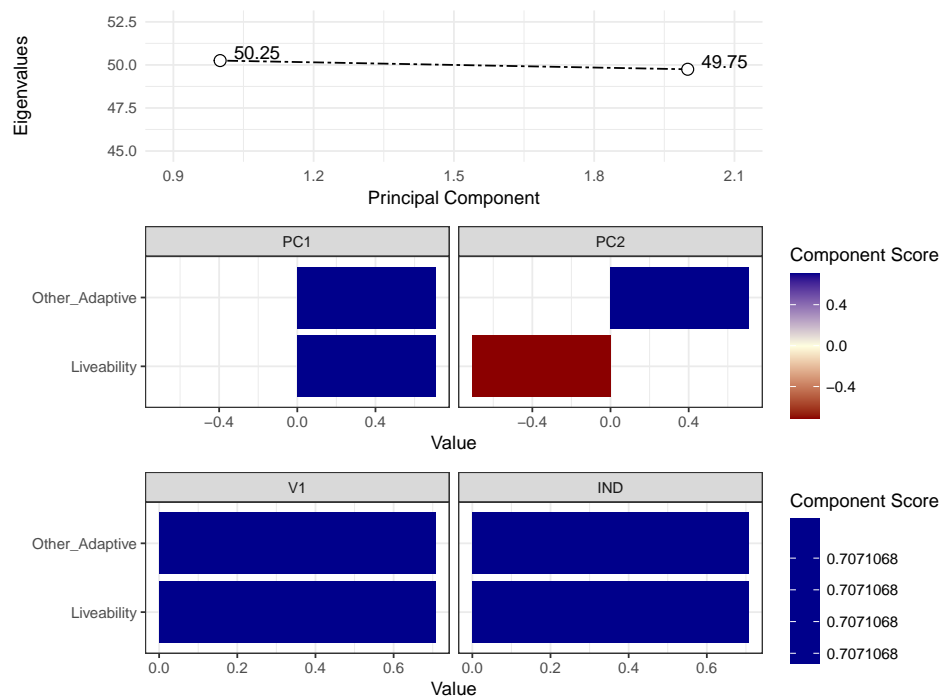 52.5
50.0
47.5
45.0
Eigenvalues
50.25
49.75
0.9 1.2 1.5 1.8 2.1
Principal Component
PC1 PC2
Other_Adaptive
Liveability
−0.4 0.0 0.4 −0.4 0.0 0.4
Value
Component Score
0.4
0.0
−0.4
V1 IND
Other_Adaptive
Liveability
0.0 0.2 0.4 0.6 0.0 0.2 0.4 0.6
Value
Component Score
0.7071068
0.7071068
0.7071068
0.7071068